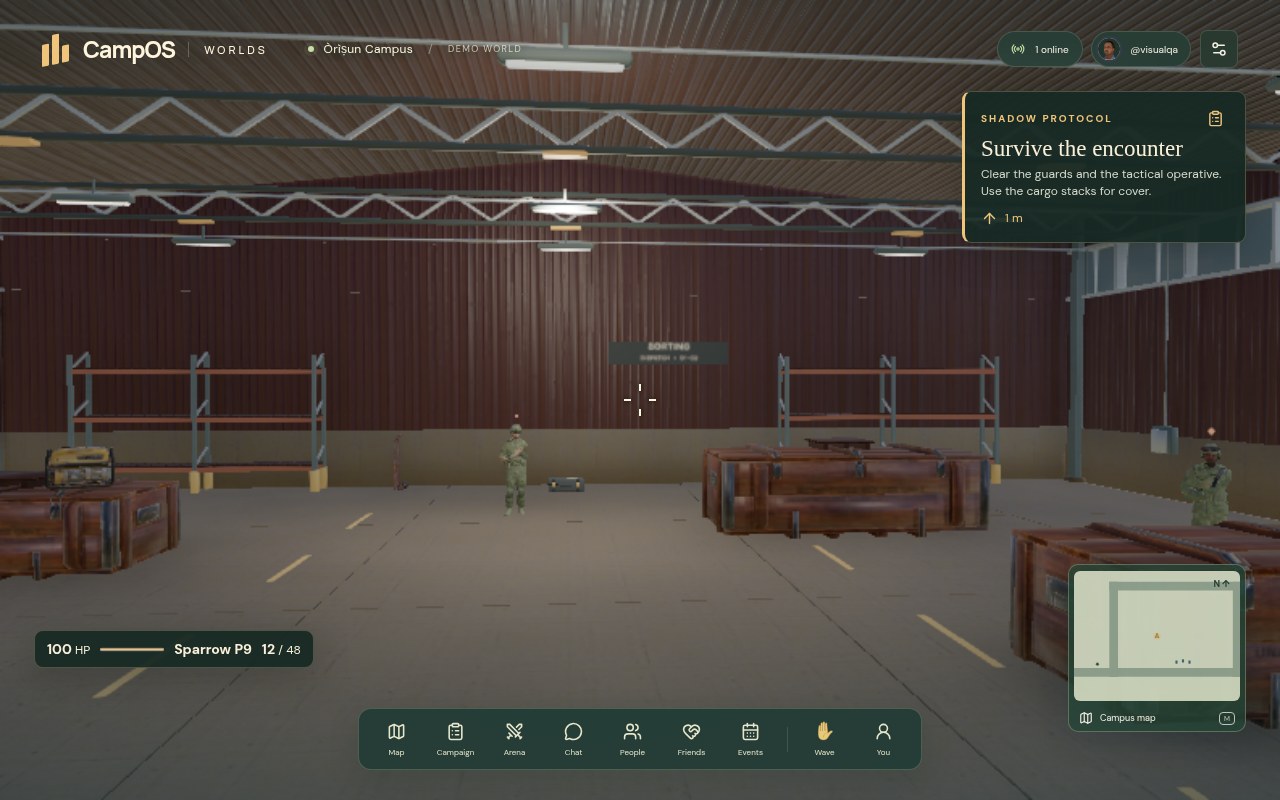 CampOS WORLDS Òrìṣun Campus / DEMO WORLD
1 online @visualqa
SHADOW PROTOCOL
Survive the encounter
Clear the guards and the tactical operative.
Use the cargo stacks for cover.
1 m
N
100 HP Sparrow P9 12 / 48
Campus map M
Map Campaign Arena Chat People Friends Events Wave You